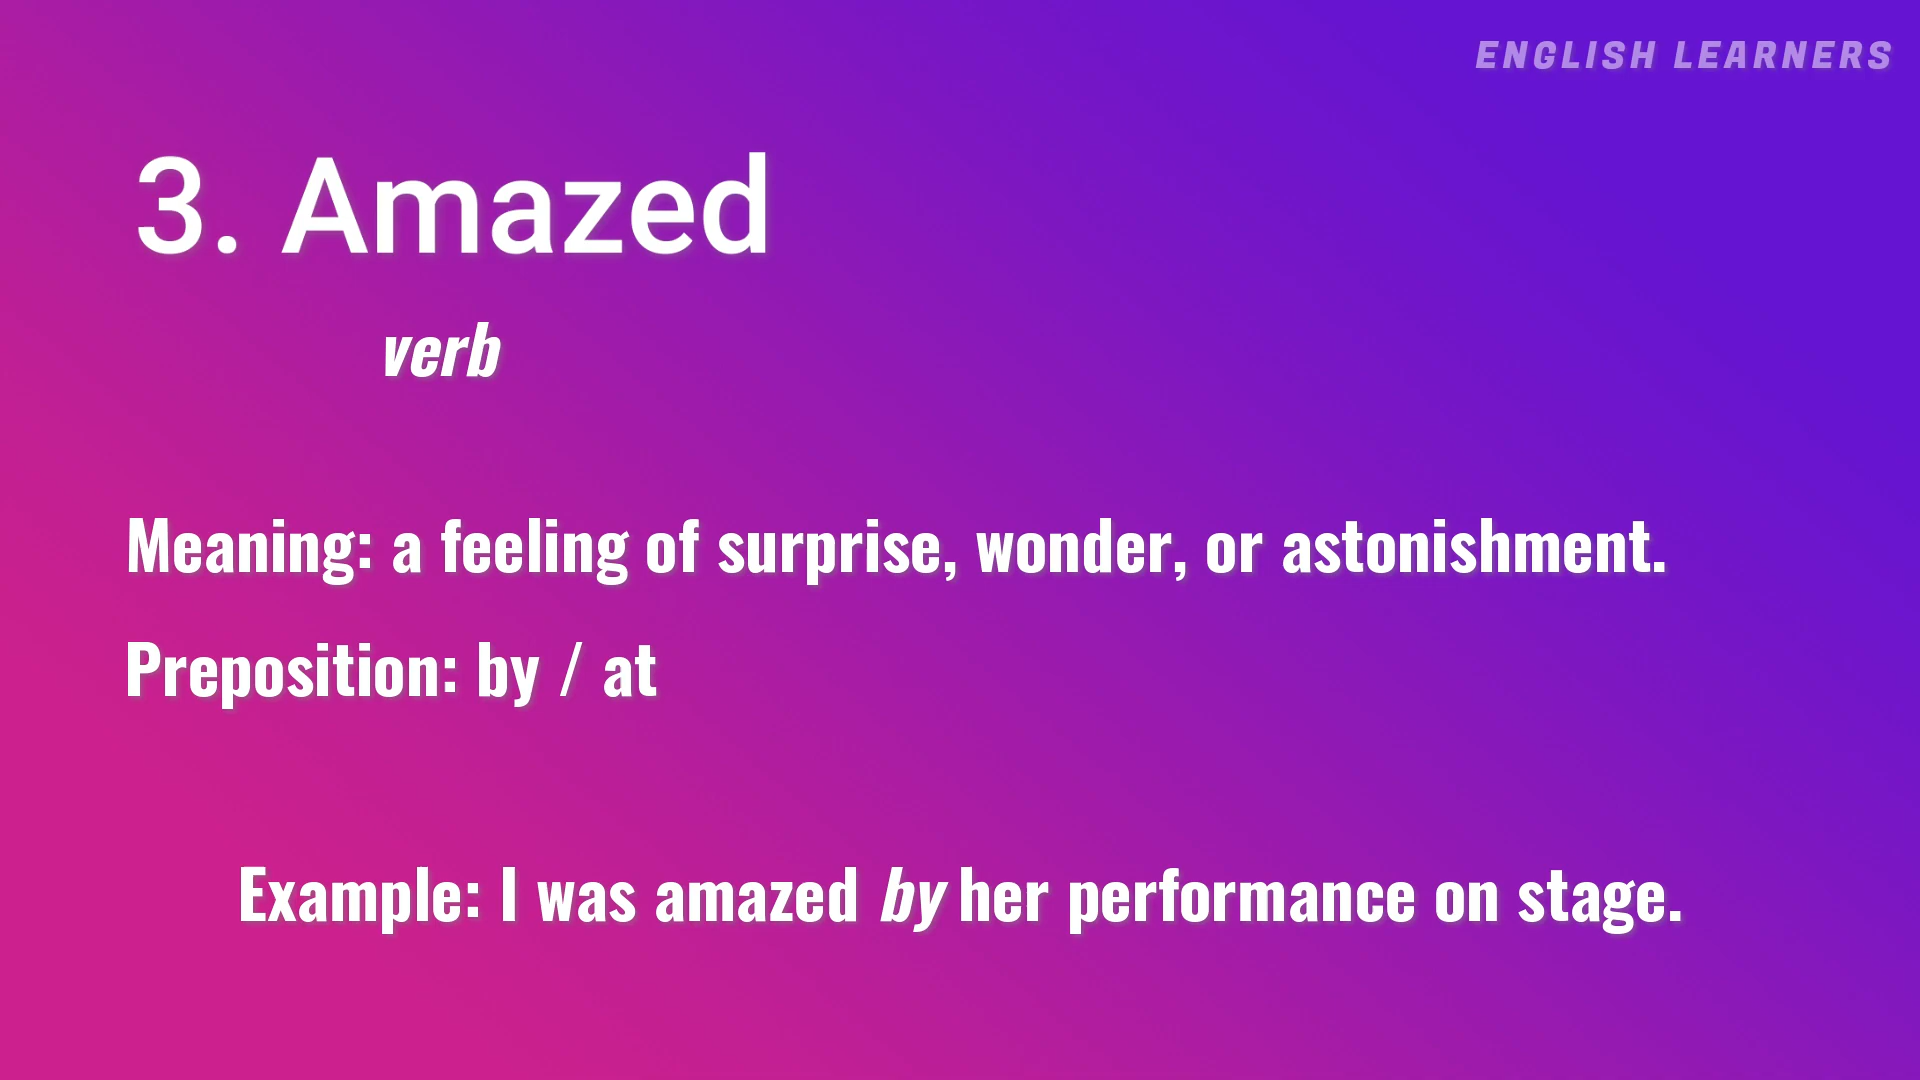 ENGLISH LEARNERS
3. Amazed
verb
Meaning: a feeling of surprise, wonder, or astonishment.
Preposition: by / at
Example: I was amazed by her performance on stage.